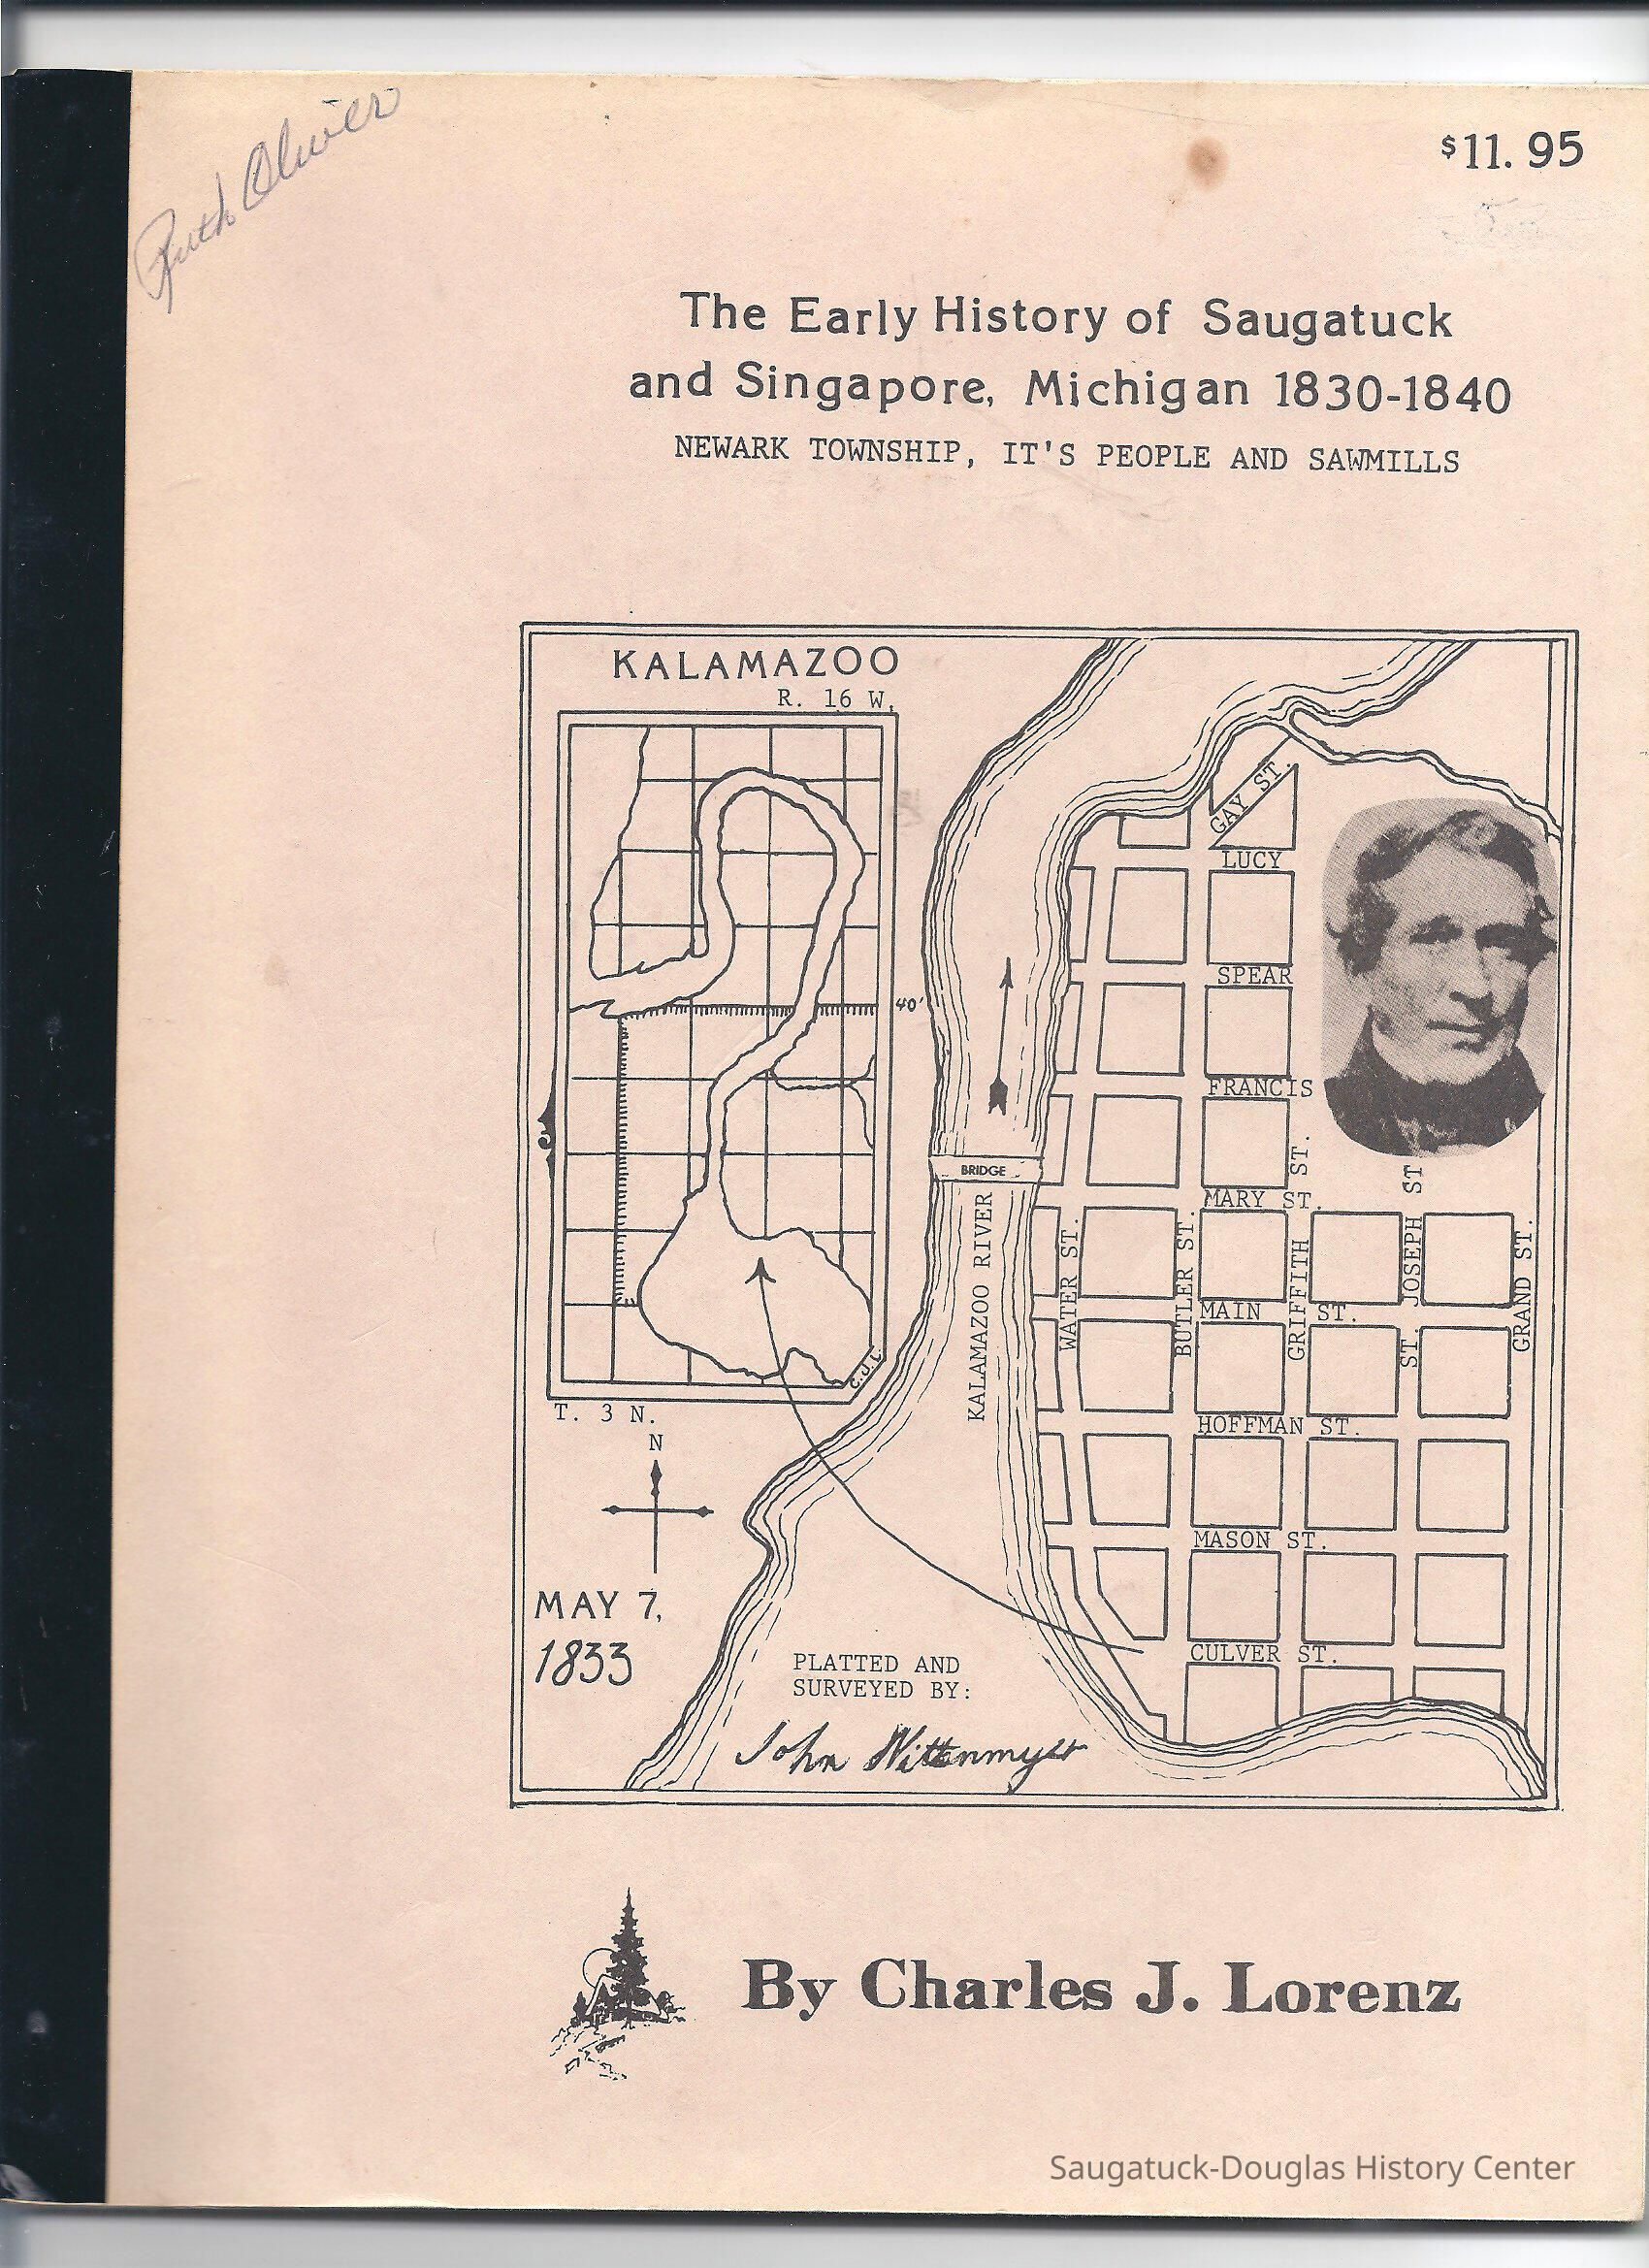 Ruth Oliver
$11.95
The Early History of Saugatuck
and Singapore, Michigan 1830-1840
NEWARK TOWNSHIP, IT'S PEOPLE AND SAWMILLS
KALAMAZOO
R. 16 W.
40'
C.J.L.
T. 3 N.
N
MAY 7,
1833
GAY ST.
LUCY
SPEAR
FRANCIS
BRIDGE
KALAMAZOO RIVER
MARY ST.
WATER ST.
BUTLER ST.
GRIFFITH ST.
ST. JOSEPH ST
GRAND ST.
MAIN ST.
HOFFMAN ST.
MASON ST.
CULVER ST.
PLATTED AND
SURVEYED BY:
John Wittenmyer
By Charles J. Lorenz
Saugatuck-Douglas History Center